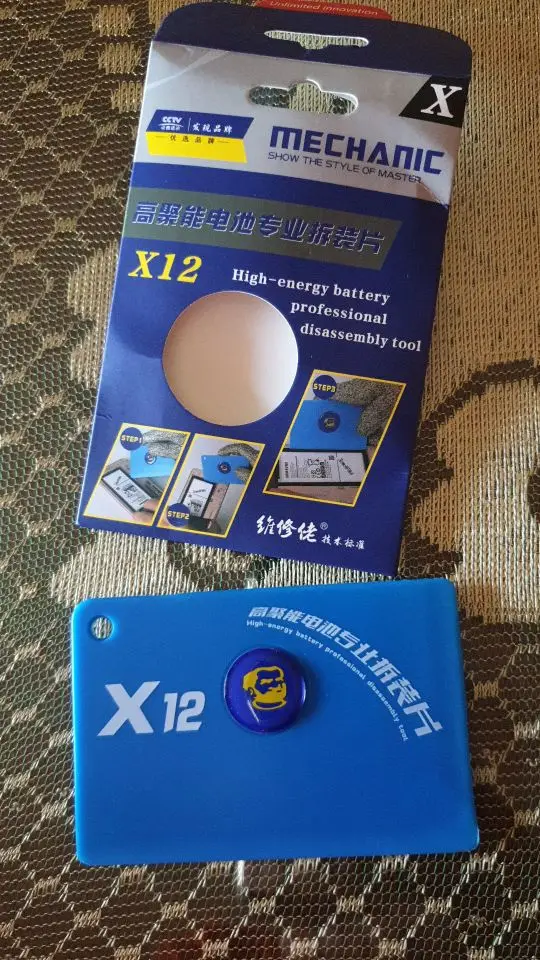 Unlimited innovation
X
CCTV
发现品牌
优选品牌
MECHANIC
SHOW THE STYLE OF MASTER
高聚能电池专业拆装片
X12
High-energy battery
professional
disassembly tool
STEP1
STEP2
STEP3
维修佬®
技术标准
高聚能电池专业拆装片
High-energy battery professional disassembly tool
X12